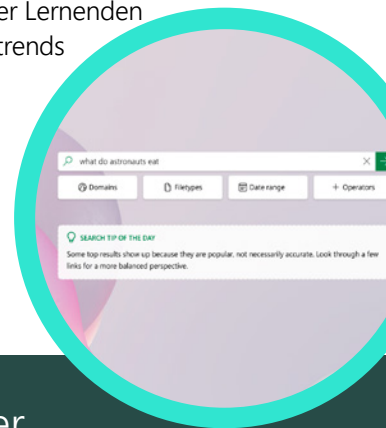 er Lernenden
trends
what do astronauts eat
Domains
Filetypes
Date range
+ Operators
SEARCH TIP OF THE DAY
Some top results show up because they are popular, not necessarily accurate. Look through a few
links for a more balanced perspective.
er